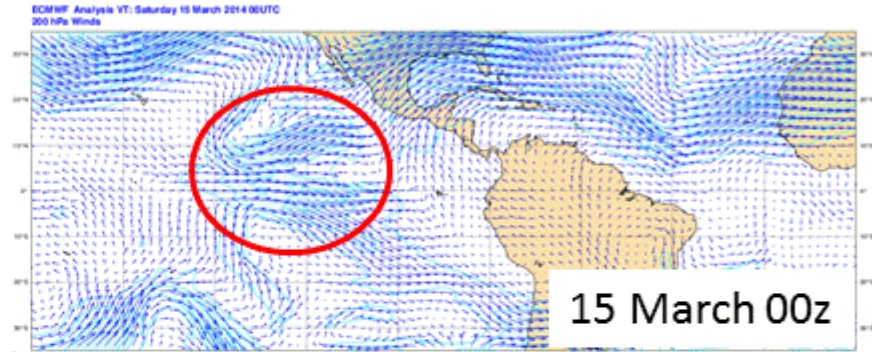 ECMWF Analysis VT: Saturday 15 March 2014 00UTC
200 hPa Winds
15 March 00z